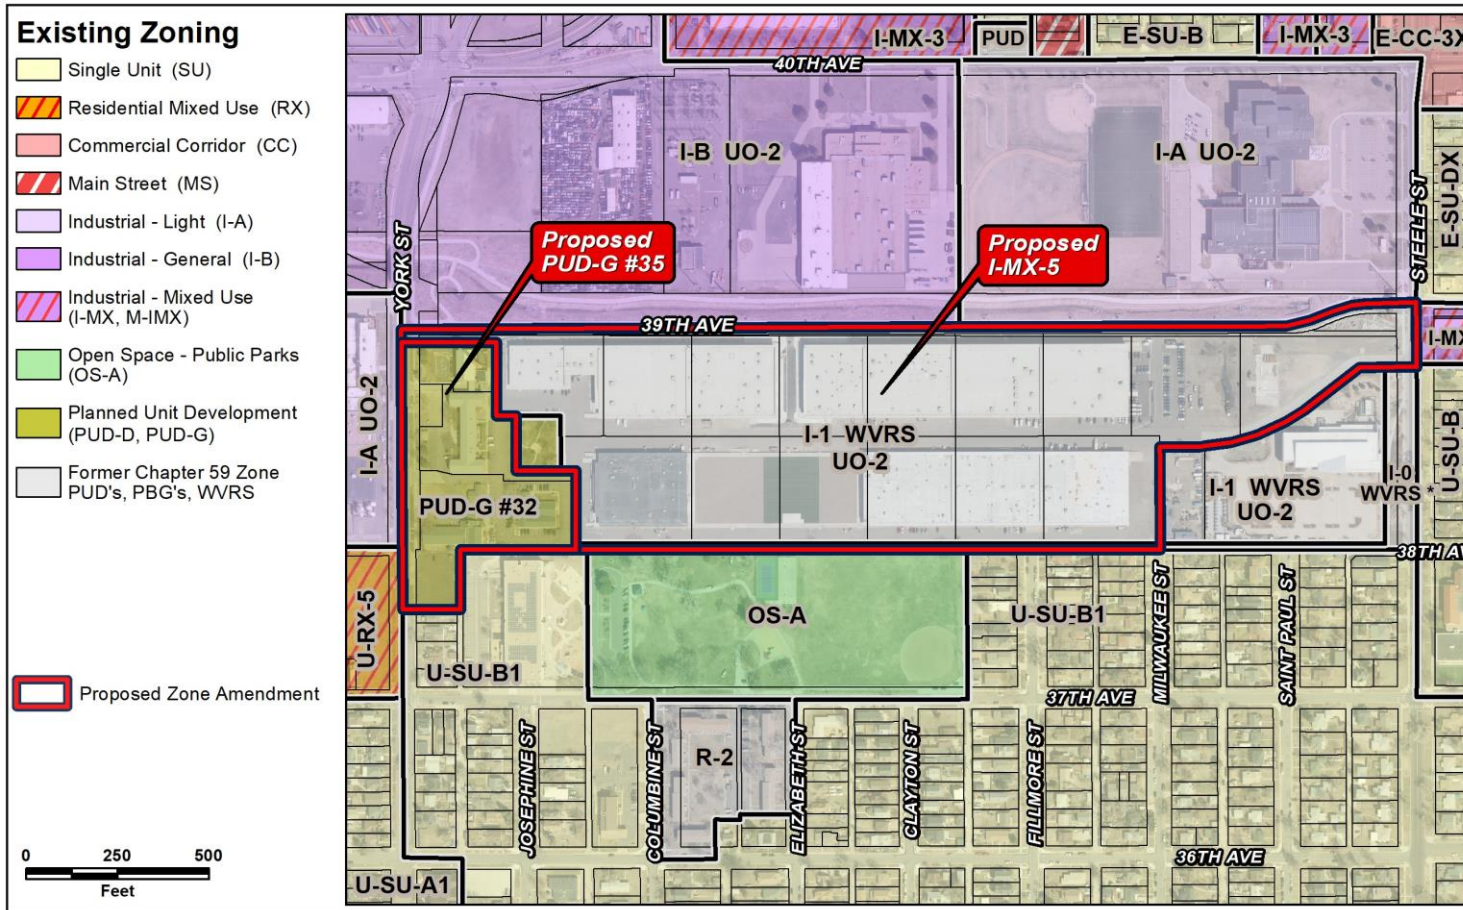 Existing Zoning
Single Unit (SU)
Residential Mixed Use (RX)
Commercial Corridor (CC)
Main Street (MS)
Industrial - Light (I-A)
Industrial - General (I-B)
Industrial - Mixed Use
(I-MX, M-IMX)
Open Space - Public Parks
(OS-A)
Planned Unit Development
(PUD-D, PUD-G)
Former Chapter 59 Zone
PUD's, PBG's, WVRS
Proposed Zone Amendment
0 250 500
Feet
I-MX-3
PUD
E-SU-B
I-MX-3
E-CC-3X
40TH AVE
I-B UO-2
I-A UO-2
E-SU-DX
STEELE ST
YORK ST
Proposed
PUD-G #35
Proposed
I-MX-5
39TH AVE
I-MX
I-A UO-2
I-1 WVRS
UO-2
PUD-G #32
I-1 WVRS
UO-2
I-0
WVRS *
U-SU-B
38TH AV
U-RX-5
U-SU-B1
OS-A
U-SU-B1
MILWAUKEE ST
SAINT PAUL ST
37TH AVE
JOSEPHINE ST
COLUMBINE ST
R-2
ELIZABETH ST
CLAYTON ST
FILLMORE ST
36TH AVE
U-SU-A1